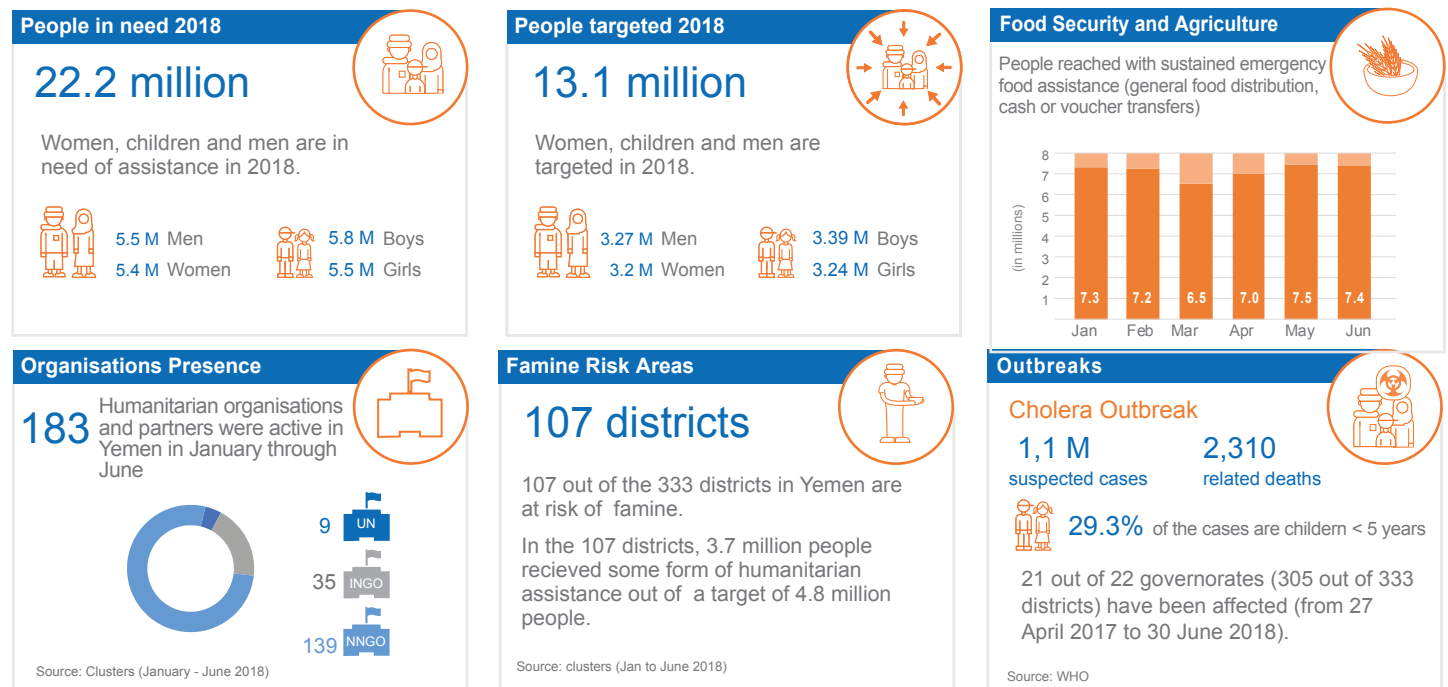 People in need 2018
22.2 million
Women, children and men are in
need of assistance in 2018.
5.5 M Men
5.4 M Women
5.8 M Boys
5.5 M Girls
People targeted 2018
13.1 million
Women, children and men are
targeted in 2018.
3.27 M Men
3.2 M Women
3.39 M Boys
3.24 M Girls
Food Security and Agriculture
People reached with sustained emergency
food assistance (general food distribution,
cash or voucher transfers)
(in millions)
8
7
6
5
4
3
2
1
7.3 7.2 6.5 7.0 7.5 7.4
Jan Feb Mar Apr May Jun
Organisations Presence
183
Humanitarian organisations
and partners were active in
Yemen in January through
June
9 UN
35 INGO
139 NNGO
Source: Clusters (January - June 2018)
Famine Risk Areas
107 districts
107 out of the 333 districts in Yemen are
at risk of famine.
In the 107 districts, 3.7 million people
recieved some form of humanitarian
assistance out of a target of 4.8 million
people.
Source: clusters (Jan to June 2018)
Outbreaks
Cholera Outbreak
1,1 M
suspected cases
2,310
related deaths
29.3% of the cases are childern < 5 years
21 out of 22 governorates (305 out of 333
districts) have been affected (from 27
April 2017 to 30 June 2018).
Source: WHO